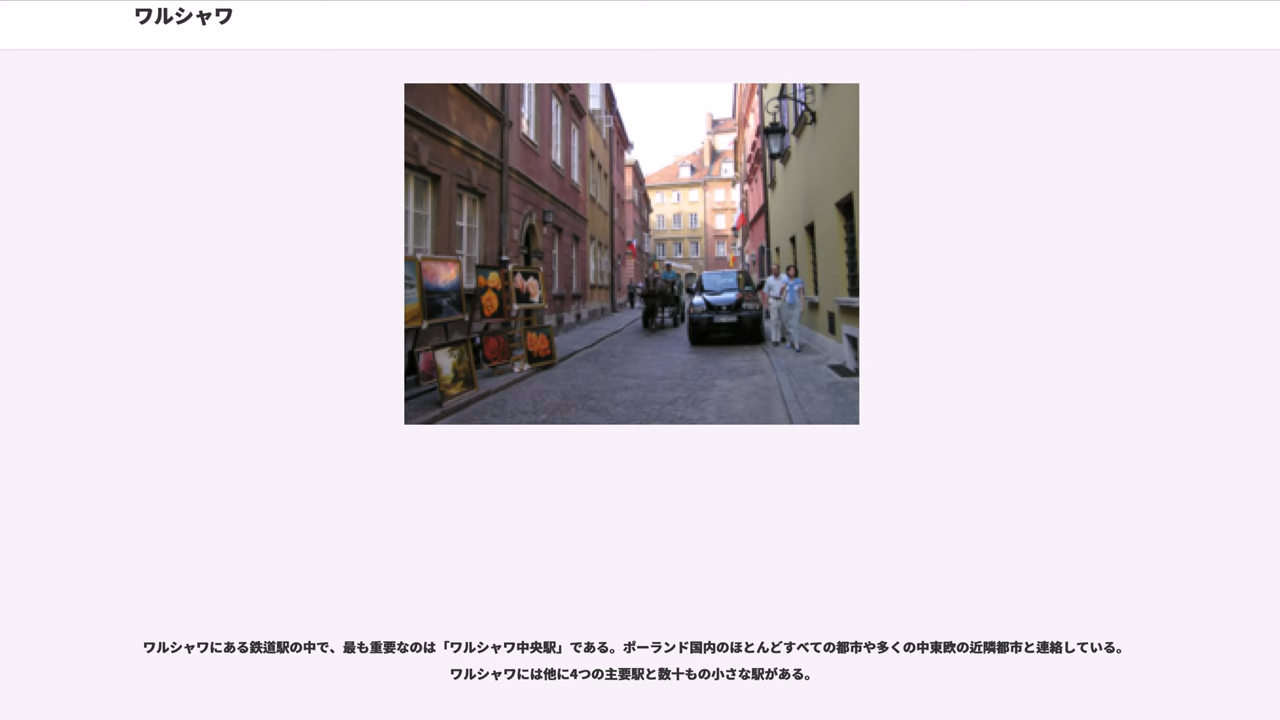 ワルシャワ
ワルシャワにある鉄道駅の中で、最も重要なのは「ワルシャワ中央駅」である。ポーランド国内のほとんどすべての都市や多くの中東欧の近隣都市と連絡している。
ワルシャワには他に4つの主要駅と数十もの小さな駅がある。